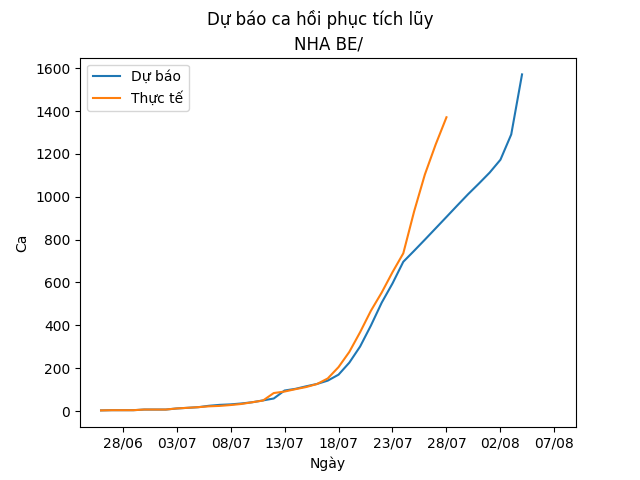 Dự báo ca hồi phục tích lũy
NHA BE/
Dự báo
Thực tế
1600
1400
1200
1000
800
600
400
200
0
Ca
28/06 03/07 08/07 13/07 18/07 23/07 28/07 02/08 07/08
Ngày